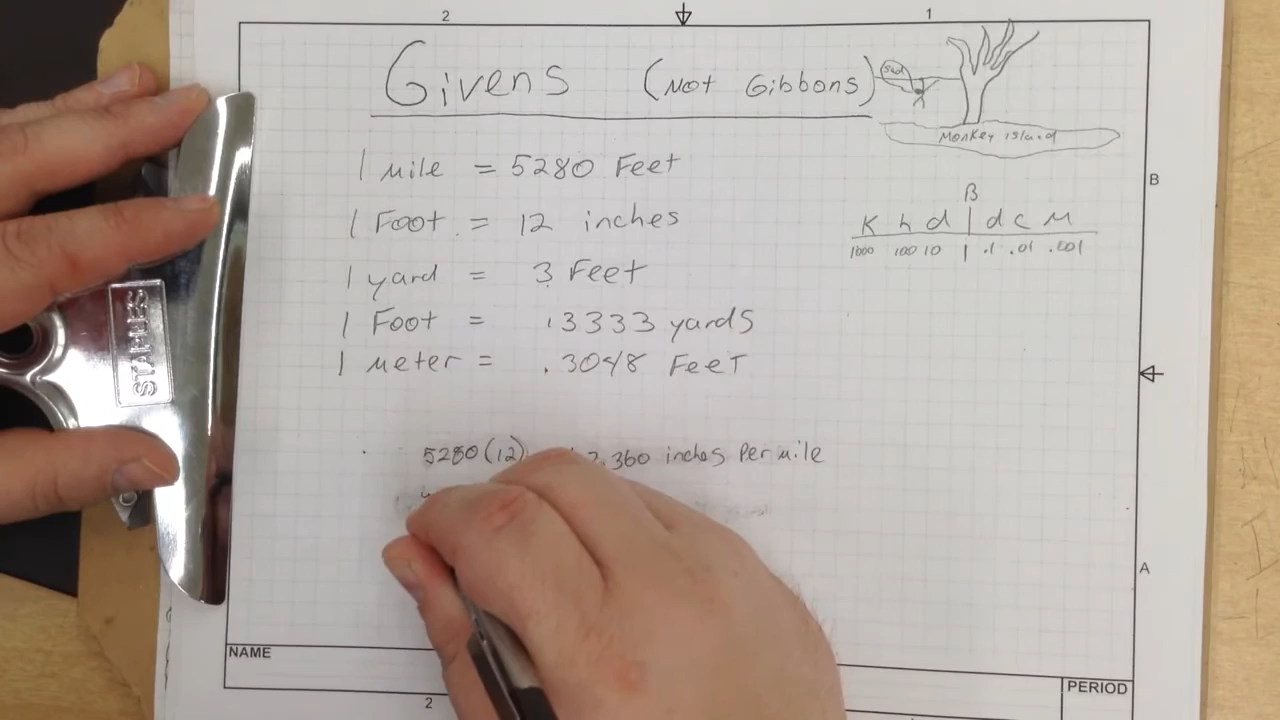 2 1
Givens (Not Gibbons)
Monkey island
1 Mile = 5280 Feet
1 Foot = 12 inches
1 yard = 3 Feet
1 Foot = .3333 yards
1 meter = .3048 Feet
B
K h d | d c M
1000 100 10 1 .1 .01 .001
B
STAPLES
5280(12) 360 inches Per mile
A
NAME
PERIOD
2